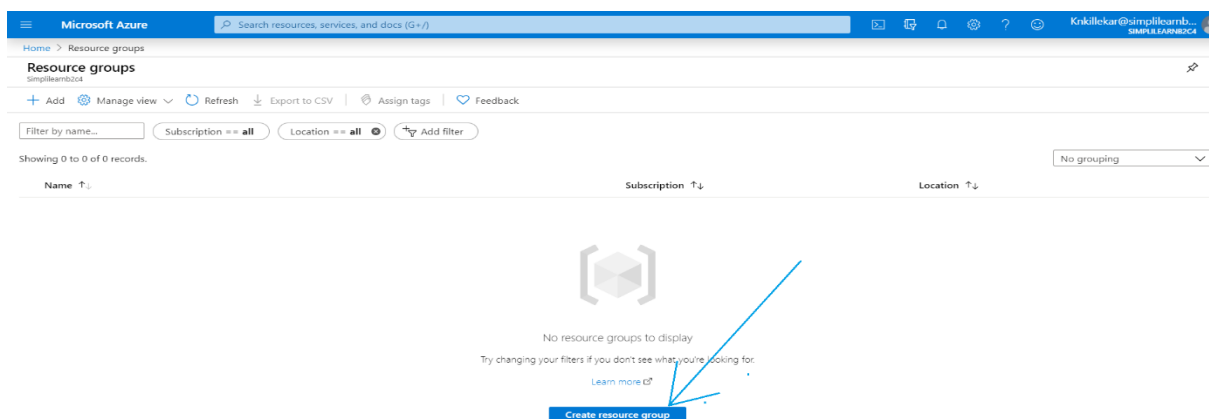 Microsoft Azure
Search resources, services, and docs (G+/)
Knkillekar@simplilearnb...
SIMPLILEARNB2C4
Home > Resource groups
Resource groups
Simplilearnb2c4
Add Manage view Refresh Export to CSV Assign tags Feedback
Filter by name... Subscription == all Location == all Add filter
Showing 0 to 0 of 0 records. No grouping
Name Subscription Location
No resource groups to display
Try changing your filters if you don't see what you're looking for.
Learn more
Create resource group